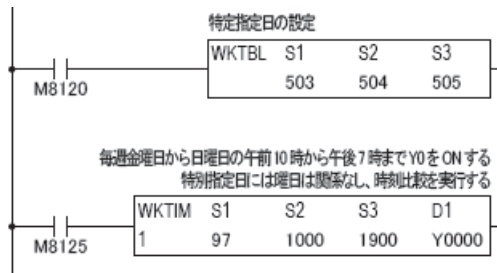 特定指定日の設定
WKTBL S1 S2 S3
503 504 505
M8120
毎週金曜日から日曜日の午前10時から午後7時までY0をONする
特別指定日には曜日は関係なし、時刻比較を実行する
WKTIM S1 S2 S3 D1
1 97 1000 1900 Y0000
M8125